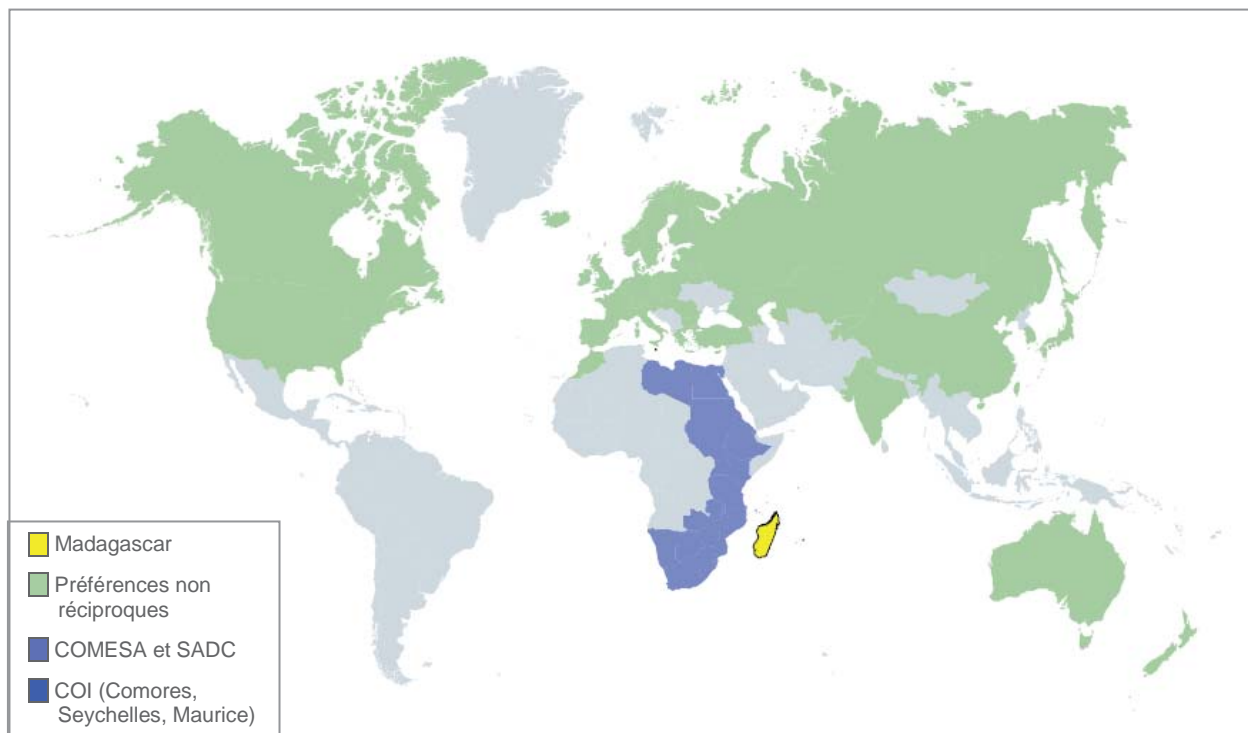 Madagascar
Préférences non
réciproques
COMESA et SADC
COI (Comores,
Seychelles, Maurice)